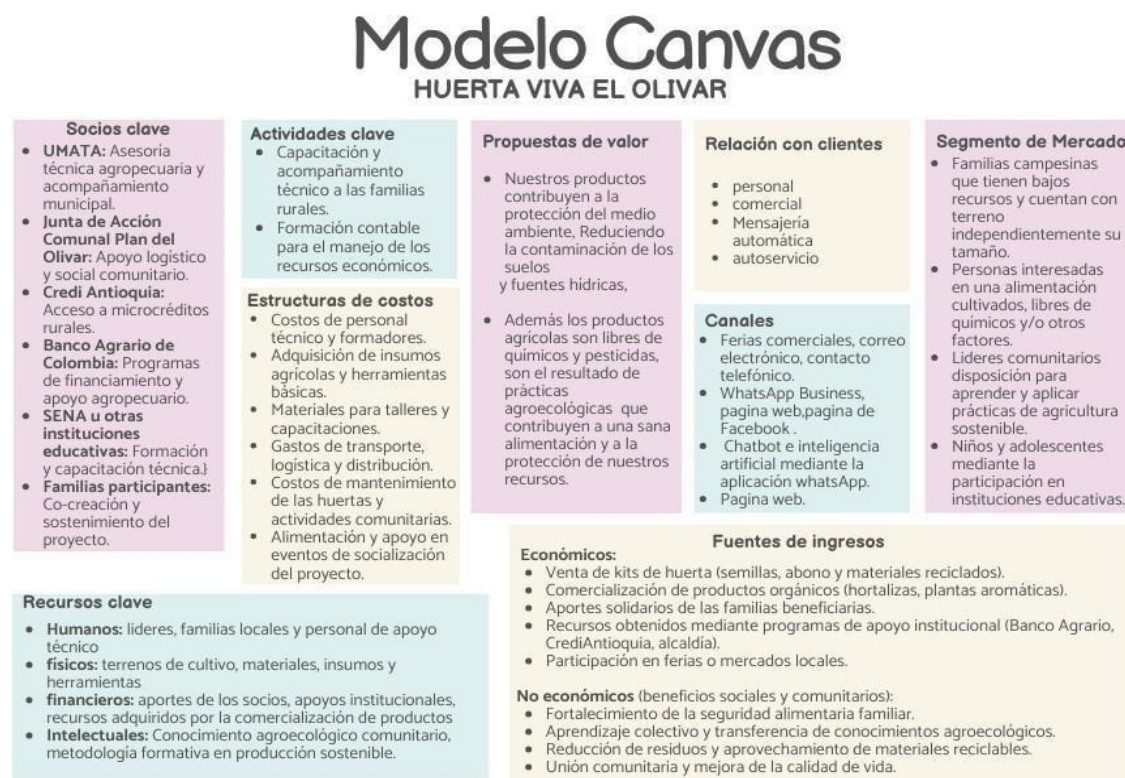 Modelo Canvas
HUERTA VIVA EL OLIVAR
Socios clave
• UMATA: Asesoría
técnica agropecuaria y
acompañamiento
municipal.
• Junta de Acción
Comunal Plan del
Olivar: Apoyo logístico
y social comunitario.
• Credi Antioquia:
Acceso a microcréditos
rurales.
• Banco Agrario de
Colombia: Programas
de financiamiento y
apoyo agropecuario.
• SENA u otras
instituciones
educativas: Formación
y capacitación técnica.}
• Familias participantes:
Co-creación y
sostenimiento del
proyecto.
Actividades clave
• Capacitación y
acompañamiento
técnico a las familias
rurales.
• Formación contable
para el manejo de los
recursos económicos.
Estructuras de costos
• Costos de personal
técnico y formadores.
• Adquisición de insumos
agrícolas y herramientas
básicas.
• Materiales para talleres y
capacitaciones.
• Gastos de transporte,
logística y distribución.
• Costos de mantenimiento
de las huertas y
actividades comunitarias.
• Alimentación y apoyo en
eventos de socialización
del proyecto.
Propuestas de valor
• Nuestros productos
contribuyen a la
protección del medio
ambiente, Reduciendo
la contaminación de los
suelos
y fuentes hídricas,
• Además los productos
agrícolas son libres de
químicos y pesticidas,
son el resultado de
prácticas
agroecológicas que
contribuyen a una sana
alimentación y a la
protección de nuestros
recursos.
Relación con clientes
• personal
• comercial
• Mensajería
automática
• autoservicio
Canales
• Ferias comerciales, correo
electrónico, contacto
telefónico.
• WhatsApp Business,
pagina web,pagina de
Facebook .
• Chatbot e inteligencia
artificial mediante la
aplicación whatsApp.
• Pagina web.
Segmento de Mercado
• Familias campesinas
que tienen bajos
recursos y cuentan con
terreno
independientemente su
tamaño.
• Personas interesadas
en una alimentación
cultivados, libres de
químicos y/o otros
factores.
• Lideres comunitarios
disposición para
aprender y aplicar
prácticas de agricultura
sostenible.
• Niños y adolescentes
mediante la
participación en
instituciones educativas.
Recursos clave
• Humanos: lideres, familias locales y personal de apoyo
técnico
• físicos: terrenos de cultivo, materiales, insumos y
herramientas
• financieros: aportes de los socios, apoyos institucionales,
recursos adquiridos por la comercialización de productos
• Intelectuales: Conocimiento agroecológico comunitario,
metodología formativa en producción sostenible.
Fuentes de ingresos
Económicos:
• Venta de kits de huerta (semillas, abono y materiales reciclados).
• Comercialización de productos orgánicos (hortalizas, plantas aromáticas).
• Aportes solidarios de las familias beneficiarias.
• Recursos obtenidos mediante programas de apoyo institucional (Banco Agrario,
CrediAntioquia, alcaldía).
• Participación en ferias o mercados locales.
No económicos (beneficios sociales y comunitarios):
• Fortalecimiento de la seguridad alimentaria familiar.
• Aprendizaje colectivo y transferencia de conocimientos agroecológicos.
• Reducción de residuos y aprovechamiento de materiales reciclables.
• Unión comunitaria y mejora de la calidad de vida.